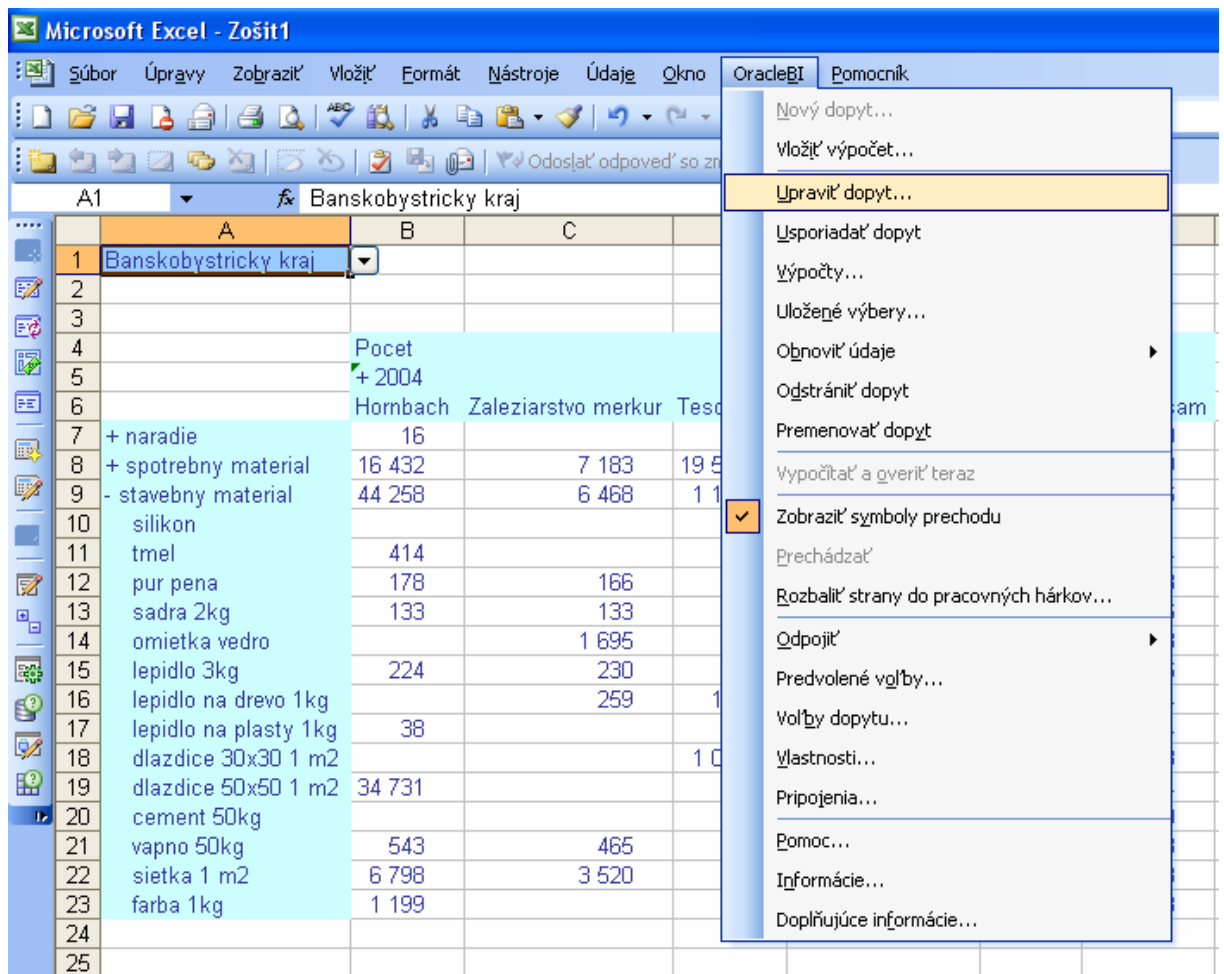 Microsoft Excel - Zošit1
Súbor Úpravy Zobraziť Vložiť Formát Nástroje Údaje Okno OracleBI Pomocník
Odoslať odpoveď so
A1 fx Banskobystricky kraj
A B C
1 Banskobystricky kraj
2
3
4 Pocet
5 + 2004
6 Hornbach Zaleziarstvo merkur
7 + naradie 16
8 + spotrebny material 16 432 7 183
9 - stavebny material 44 258 6 468
10 silikon
11 tmel 414
12 pur pena 178 166
13 sadra 2kg 133 133
14 omietka vedro 1 695
15 lepidlo 3kg 224 230
16 lepidlo na drevo 1kg 259
17 lepidlo na plasty 1kg 38
18 dlazdice 30x30 1 m2
19 dlazdice 50x50 1 m2 34 731
20 cement 50kg
21 vapno 50kg 543 465
22 sietka 1 m2 6 798 3 520
23 farba 1kg 1 199
24
25
Nový dopyt...
Vložiť výpočet...
Upraviť dopyt...
Usporiadať dopyt
Výpočty...
Uložené výbery...
Obnoviť údaje
Odstrániť dopyt
Premenovať dopyt
Vypočítať a overiť teraz
Zobraziť symboly prechodu
Prechádzať
Rozbaliť strany do pracovných hárkov...
Odpojiť
Predvolené voľby...
Voľby dopytu...
Vlastnosti...
Pripojenia...
Pomoc...
Informácie...
Doplňujúce informácie...